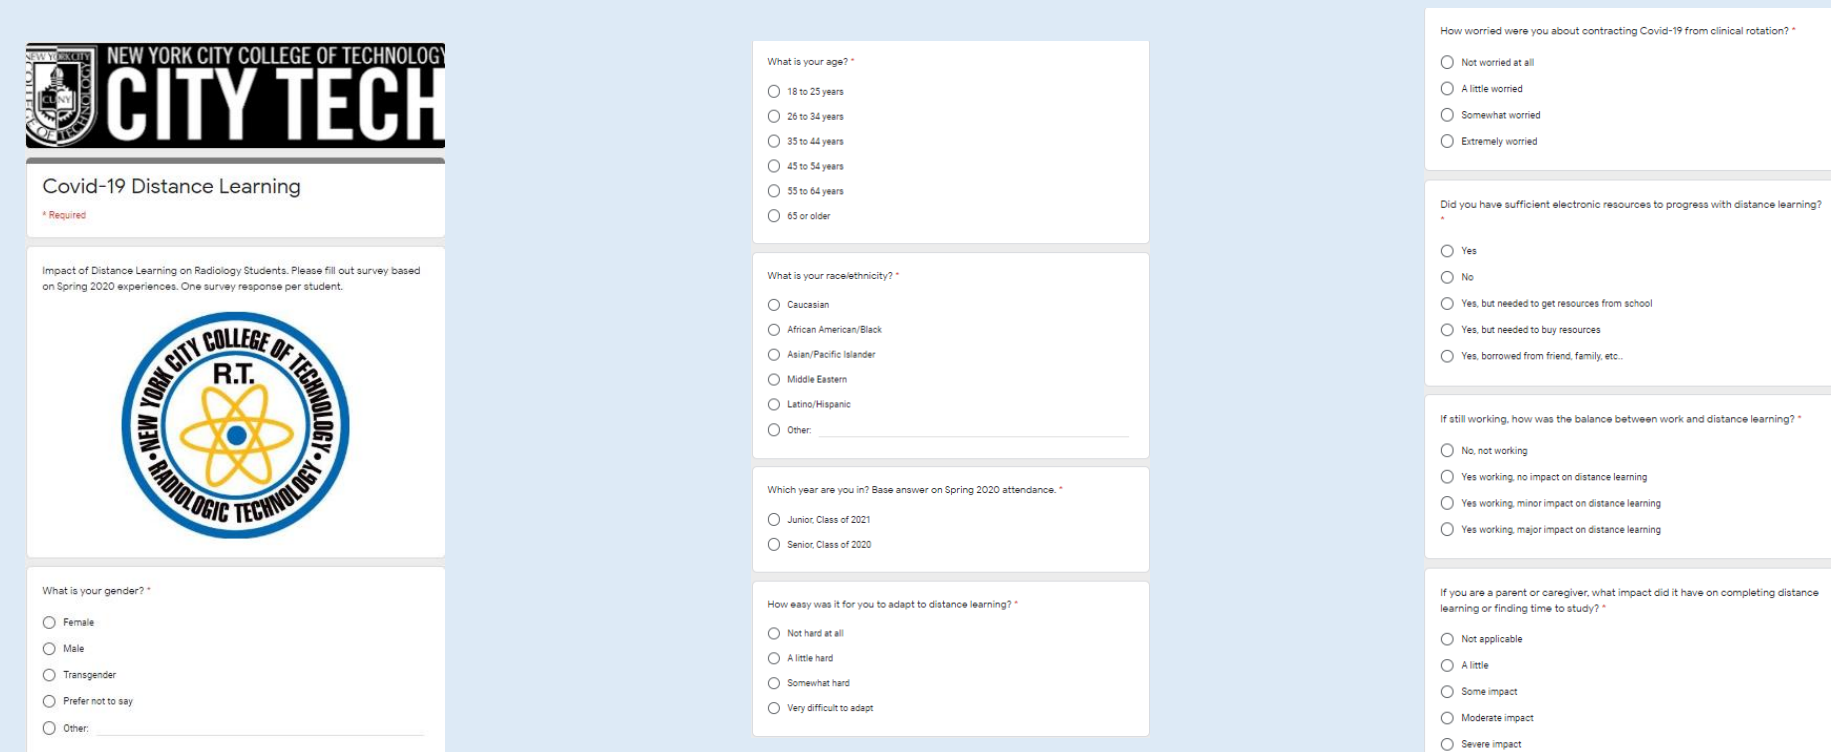 NEW YORK CITY COLLEGE OF TECHNOLOGY
CITY TECH
CUNY
Covid-19 Distance Learning
* Required
Impact of Distance Learning on Radiology Students. Please fill out survey based
on Spring 2020 experiences. One survey response per student.
NEW YORK CITY COLLEGE OF TECHNOLOGY • RADIOLOGIC TECHNOLOGY •
R.T.
What is your gender? *
Female
Male
Transgender
Prefer not to say
Other:
What is your age? *
18 to 25 years
26 to 34 years
35 to 44 years
45 to 54 years
55 to 64 years
65 or older
What is your race/ethnicity? *
Caucasian
African American/Black
Asian/Pacific Islander
Middle Eastern
Latino/Hispanic
Other:
Which year are you in? Base answer on Spring 2020 attendance. *
Junior, Class of 2021
Senior, Class of 2020
How easy was it for you to adapt to distance learning? *
Not hard at all
A little hard
Somewhat hard
Very difficult to adapt
How worried were you about contracting Covid-19 from clinical rotation? *
Not worried at all
A little worried
Somewhat worried
Extremely worried
Did you have sufficient electronic resources to progress with distance learning?
*
Yes
No
Yes, but needed to get resources from school
Yes, but needed to buy resources
Yes, borrowed from friend, family, etc..
If still working, how was the balance between work and distance learning? *
No, not working
Yes working, no impact on distance learning
Yes working, minor impact on distance learning
Yes working, major impact on distance learning
If you are a parent or caregiver, what impact did it have on completing distance
learning or finding time to study? *
Not applicable
A little
Some impact
Moderate impact
Severe impact